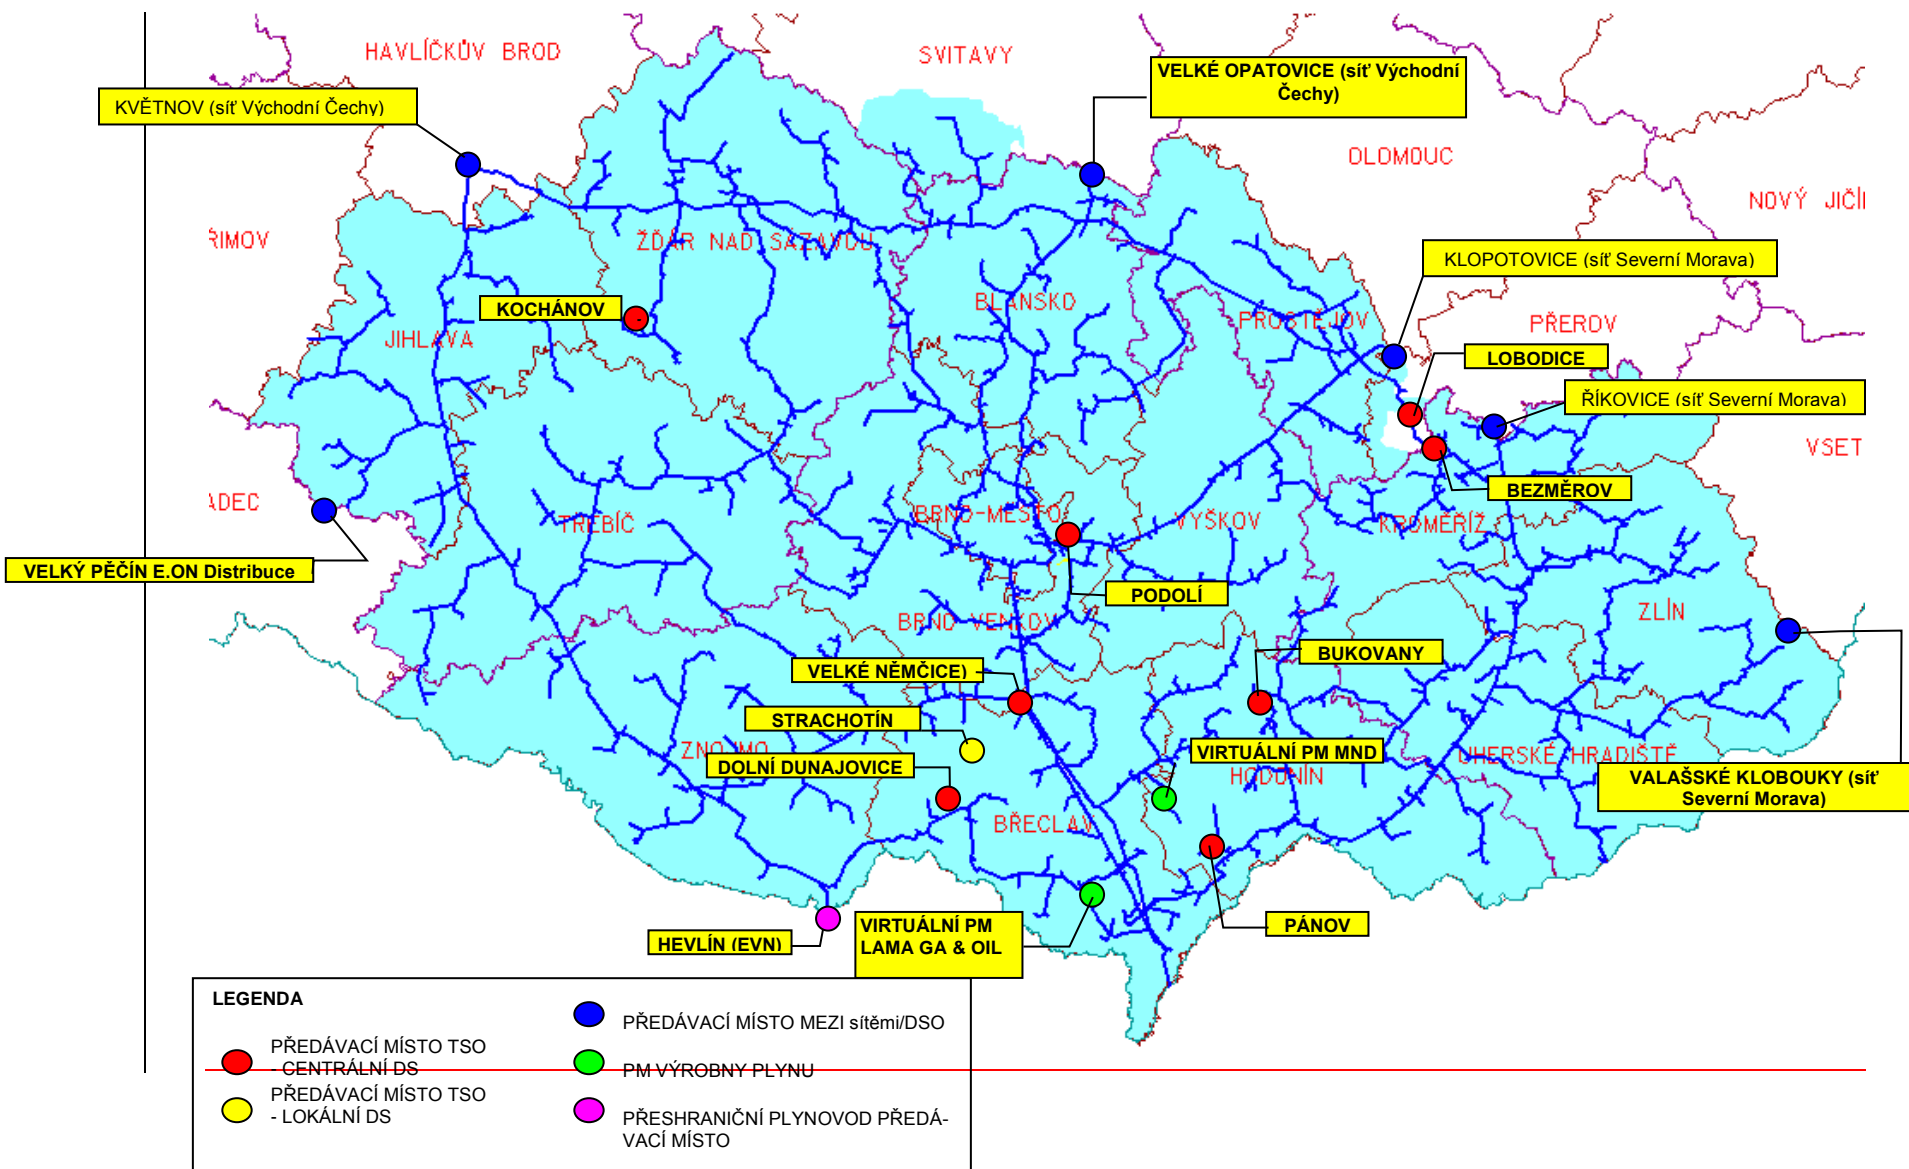 HAVLÍČKŮV BROD
SVITAVY
VELKÉ OPATOVICE (síť Východní
Čechy)
KVĚTNOV (síť Východní Čechy)
OLOMOUC
NOVÝ JIČÍ
ŘIMOV
ŽĎÁR NAD SÁZAVOU
KLOPOTOVICE (síť Severní Morava)
KOCHÁNOV
BLANSKO
PROSTĚJOV
PŘEROV
JIHLAVA
LOBODICE
ŘÍKOVICE (síť Severní Morava)
VSET
BEZMĚROV
ADEC
TŘEBÍČ
BRNO-MĚSTO
VYŠKOV
KROMĚŘÍŽ
VELKÝ PĚČÍN E.ON Distribuce
PODOLÍ
BRNO VENKOV
ZLÍN
BUKOVANY
VELKÉ NĚMČICE)
STRACHOTÍN
ZNOJMO
VIRTUÁLNÍ PM MND
UHERSKÉ HRADIŠTĚ
DOLNÍ DUNAJOVICE
HODONÍN
VALAŠSKÉ KLOBOUKY (síť
Severní Morava)
BŘECLAV
PÁNOV
HEVLÍN (EVN)
VIRTUÁLNÍ PM
LAMA GA & OIL
LEGENDA
PŘEDÁVACÍ MÍSTO TSO
- CENTRÁLNÍ DS
PŘEDÁVACÍ MÍSTO TSO
- LOKÁLNÍ DS
PŘEDÁVACÍ MÍSTO MEZI sítěmi/DSO
PM VÝROBNY PLYNU
PŘESHRANIČNÍ PLYNOVOD PŘEDÁ-
VACÍ MÍSTO